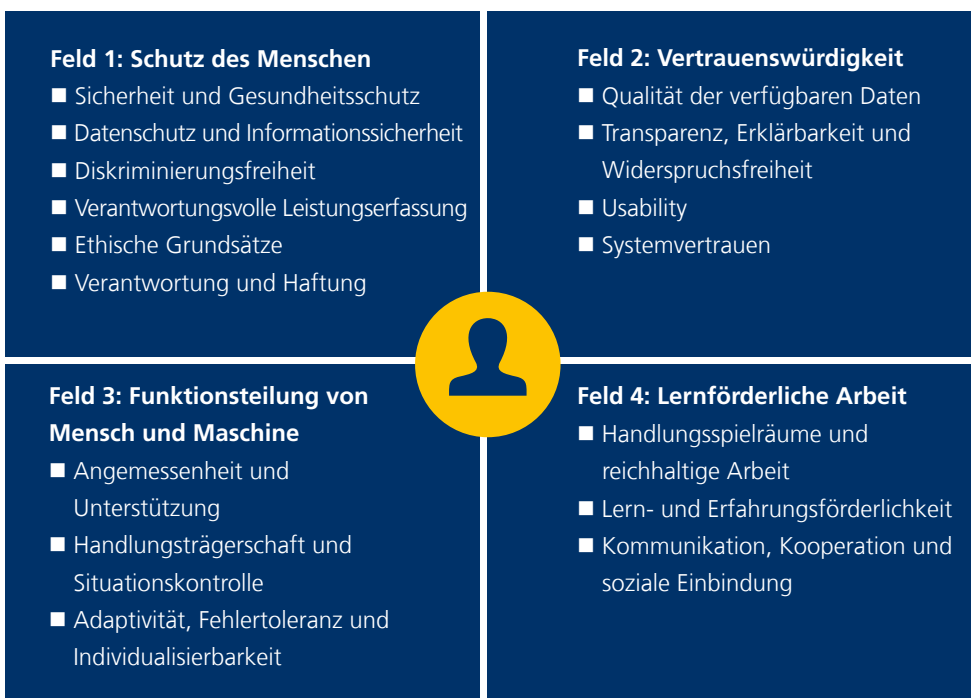 Feld 1: Schutz des Menschen
■ Sicherheit und Gesundheitsschutz
■ Datenschutz und Informationssicherheit
■ Diskriminierungsfreiheit
■ Verantwortungsvolle Leistungserfassung
■ Ethische Grundsätze
■ Verantwortung und Haftung
Feld 2: Vertrauenswürdigkeit
■ Qualität der verfügbaren Daten
■ Transparenz, Erklärbarkeit und
Widerspruchsfreiheit
■ Usability
■ Systemvertrauen
Feld 3: Funktionsteilung von
Mensch und Maschine
■ Angemessenheit und
Unterstützung
■ Handlungsträgerschaft und
Situationskontrolle
■ Adaptivität, Fehlertoleranz und
Individualisierbarkeit
Feld 4: Lernförderliche Arbeit
■ Handlungsspielräume und
reichhaltige Arbeit
■ Lern- und Erfahrungsförderlichkeit
■ Kommunikation, Kooperation und
soziale Einbindung